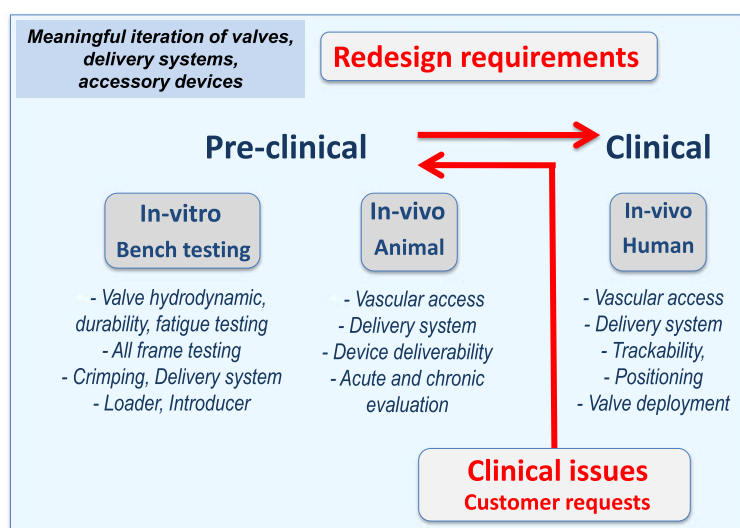 Meaningful iteration of valves,
delivery systems,
accessory devices
Redesign requirements
Pre-clinical
Clinical
In-vitro
Bench testing
- Valve hydrodynamic,
durability, fatigue testing
- All frame testing
- Crimping, Delivery system
- Loader, Introducer
In-vivo
Animal
- Vascular access
- Delivery system
- Device deliverability
- Acute and chronic
evaluation
In-vivo
Human
- Vascular access
- Delivery system
- Trackability,
- Positioning
- Valve deployment
Clinical issues
Customer requests